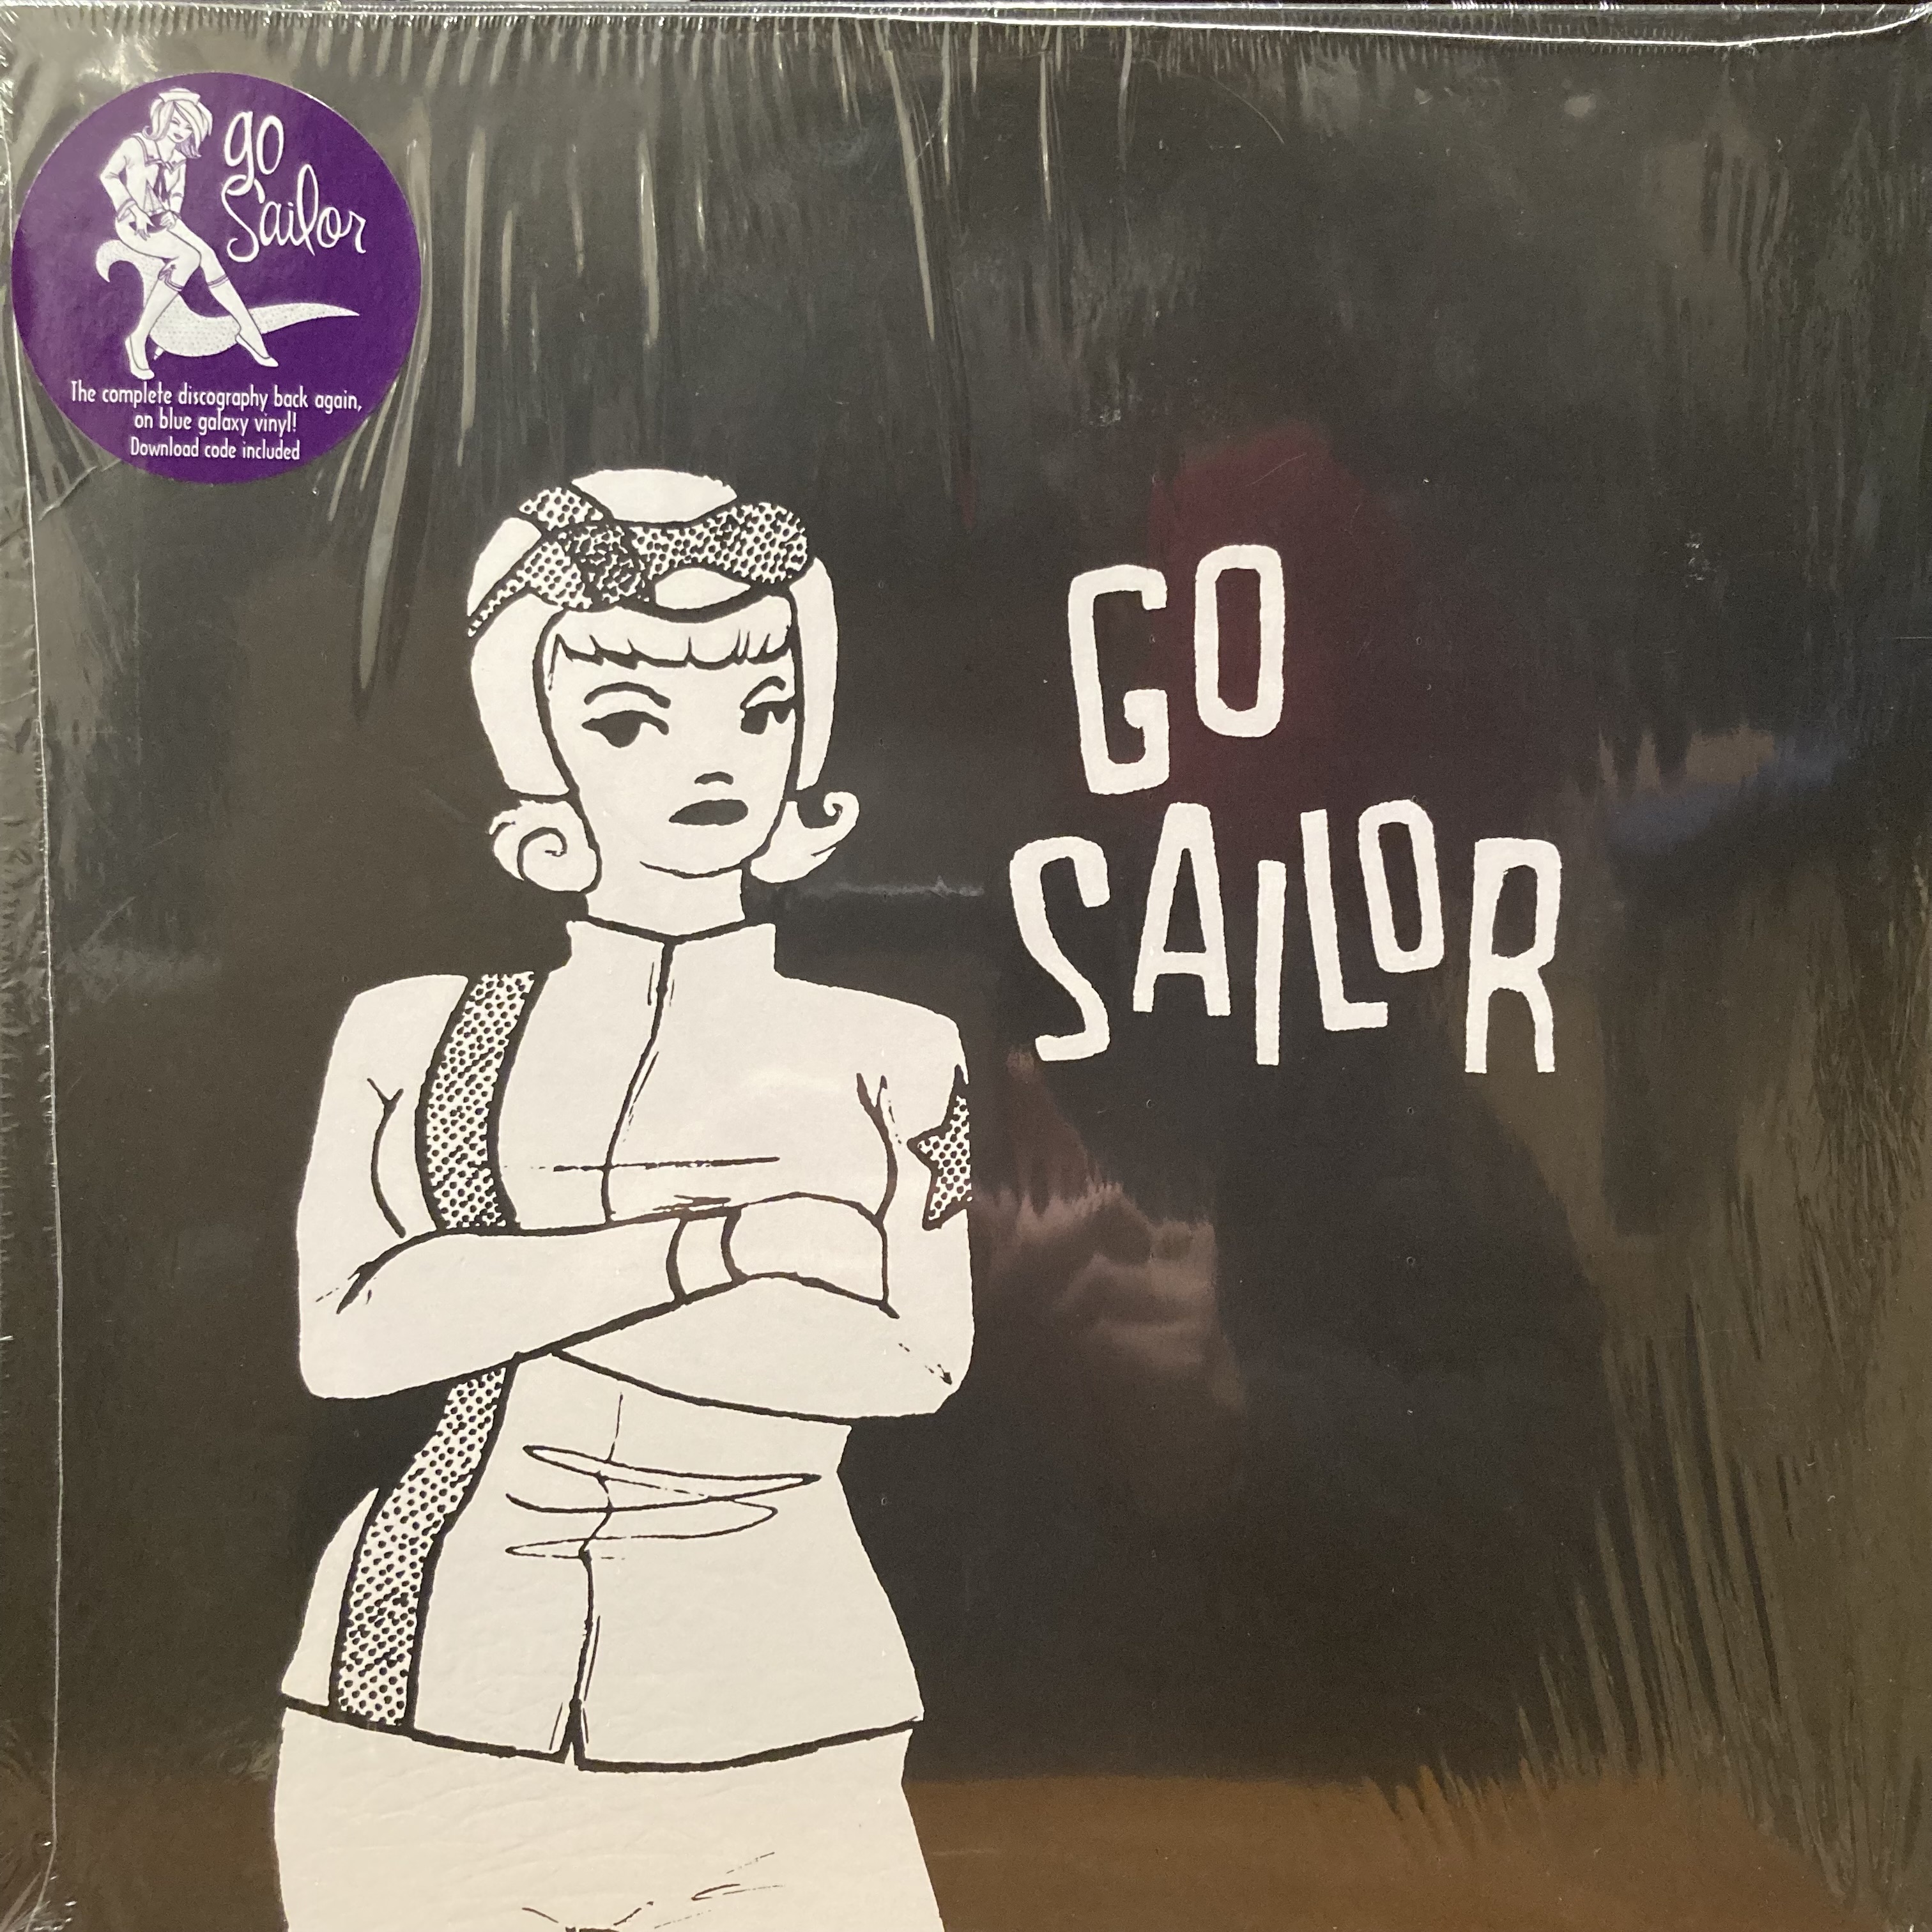 go
Sailor
The complete discography back again,
on blue galaxy vinyl!
Download code included
GO
SAILOR